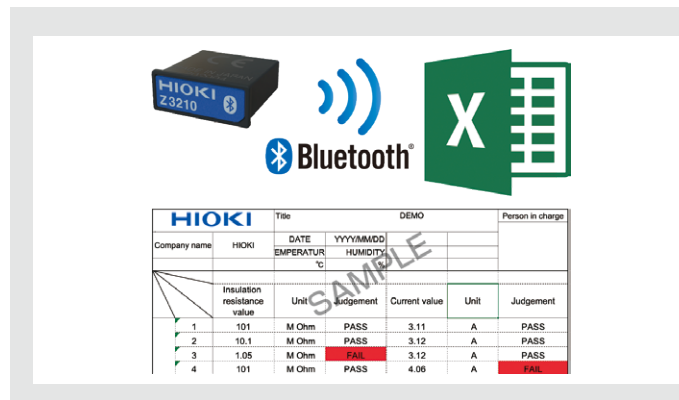 HIOKI
Z3210
Bluetooth®
X
HIOKI Title DEMO Person in charge
Company name HIOKI DATE YYYY/MM/DD
EMPERATUR HUMIDITY
℃ %
SAMPLE
Insulation resistance value Unit Judgement Current value Unit Judgement
1 101 M Ohm PASS 3.11 A PASS
2 10.1 M Ohm PASS 3.12 A PASS
3 1.05 M Ohm FAIL 3.12 A PASS
4 101 M Ohm PASS 4.06 A FAIL